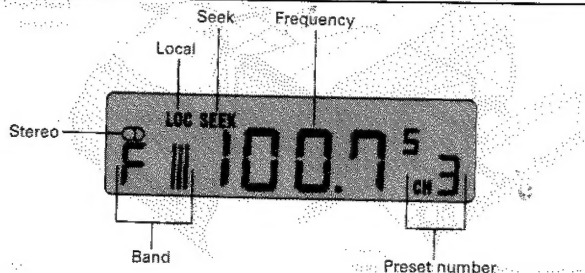 Seek Frequency
Local
Stereo
LOC SEEK
F III 100.7 5
CH 3
Band
Preset number